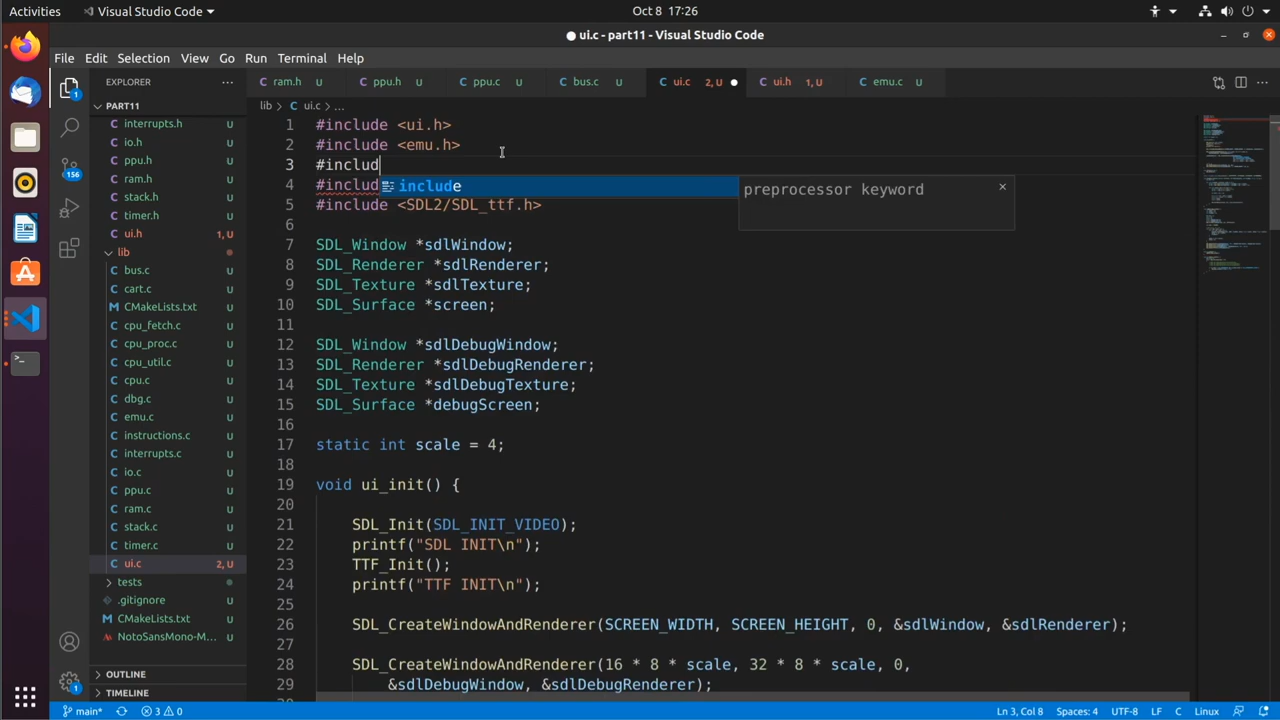 Activities
Visual Studio Code
Oct 8 17:26
ui.c - part11 - Visual Studio Code
File Edit Selection View Go Run Terminal Help
EXPLORER
ram.h U
ppu.h U
ppu.c U
bus.c U
ui.c 2, U
ui.h 1, U
emu.c U
PART11
lib > ui.c > ...
interrupts.h U
io.h U
ppu.h U
ram.h U
stack.h U
timer.h U
ui.h 1, U
lib
bus.c U
cart.c U
CMakeLists.txt U
cpu_fetch.c U
cpu_proc.c U
cpu_util.c U
cpu.c U
dbg.c U
emu.c U
instructions.c U
interrupts.c U
io.c U
ppu.c U
ram.c U
stack.c U
timer.c U
ui.c 2, U
tests
.gitignore U
CMakeLists.txt U
NotoSansMono-M... U
OUTLINE
TIMELINE
1
156
1
1 #include <ui.h>
2 #include <emu.h>
3 #includ
4 #includ
include
preprocessor keyword
5 #include <SDL2/SDL_ttf.h>
6
7 SDL_Window *sdlWindow;
8 SDL_Renderer *sdlRenderer;
9 SDL_Texture *sdlTexture;
10 SDL_Surface *screen;
11
12 SDL_Window *sdlDebugWindow;
13 SDL_Renderer *sdlDebugRenderer;
14 SDL_Texture *sdlDebugTexture;
15 SDL_Surface *debugScreen;
16
17 static int scale = 4;
18
19 void ui_init() {
20
21 SDL_Init(SDL_INIT_VIDEO);
22 printf("SDL INIT\n");
23 TTF_Init();
24 printf("TTF INIT\n");
25
26 SDL_CreateWindowAndRenderer(SCREEN_WIDTH, SCREEN_HEIGHT, 0, &sdlWindow, &sdlRenderer);
27
28 SDL_CreateWindowAndRenderer(16 * 8 * scale, 32 * 8 * scale, 0,
29 &sdlDebugWindow, &sdlDebugRenderer);
main* 3 0
Ln 3, Col 8 Spaces: 4 UTF-8 LF C Linux